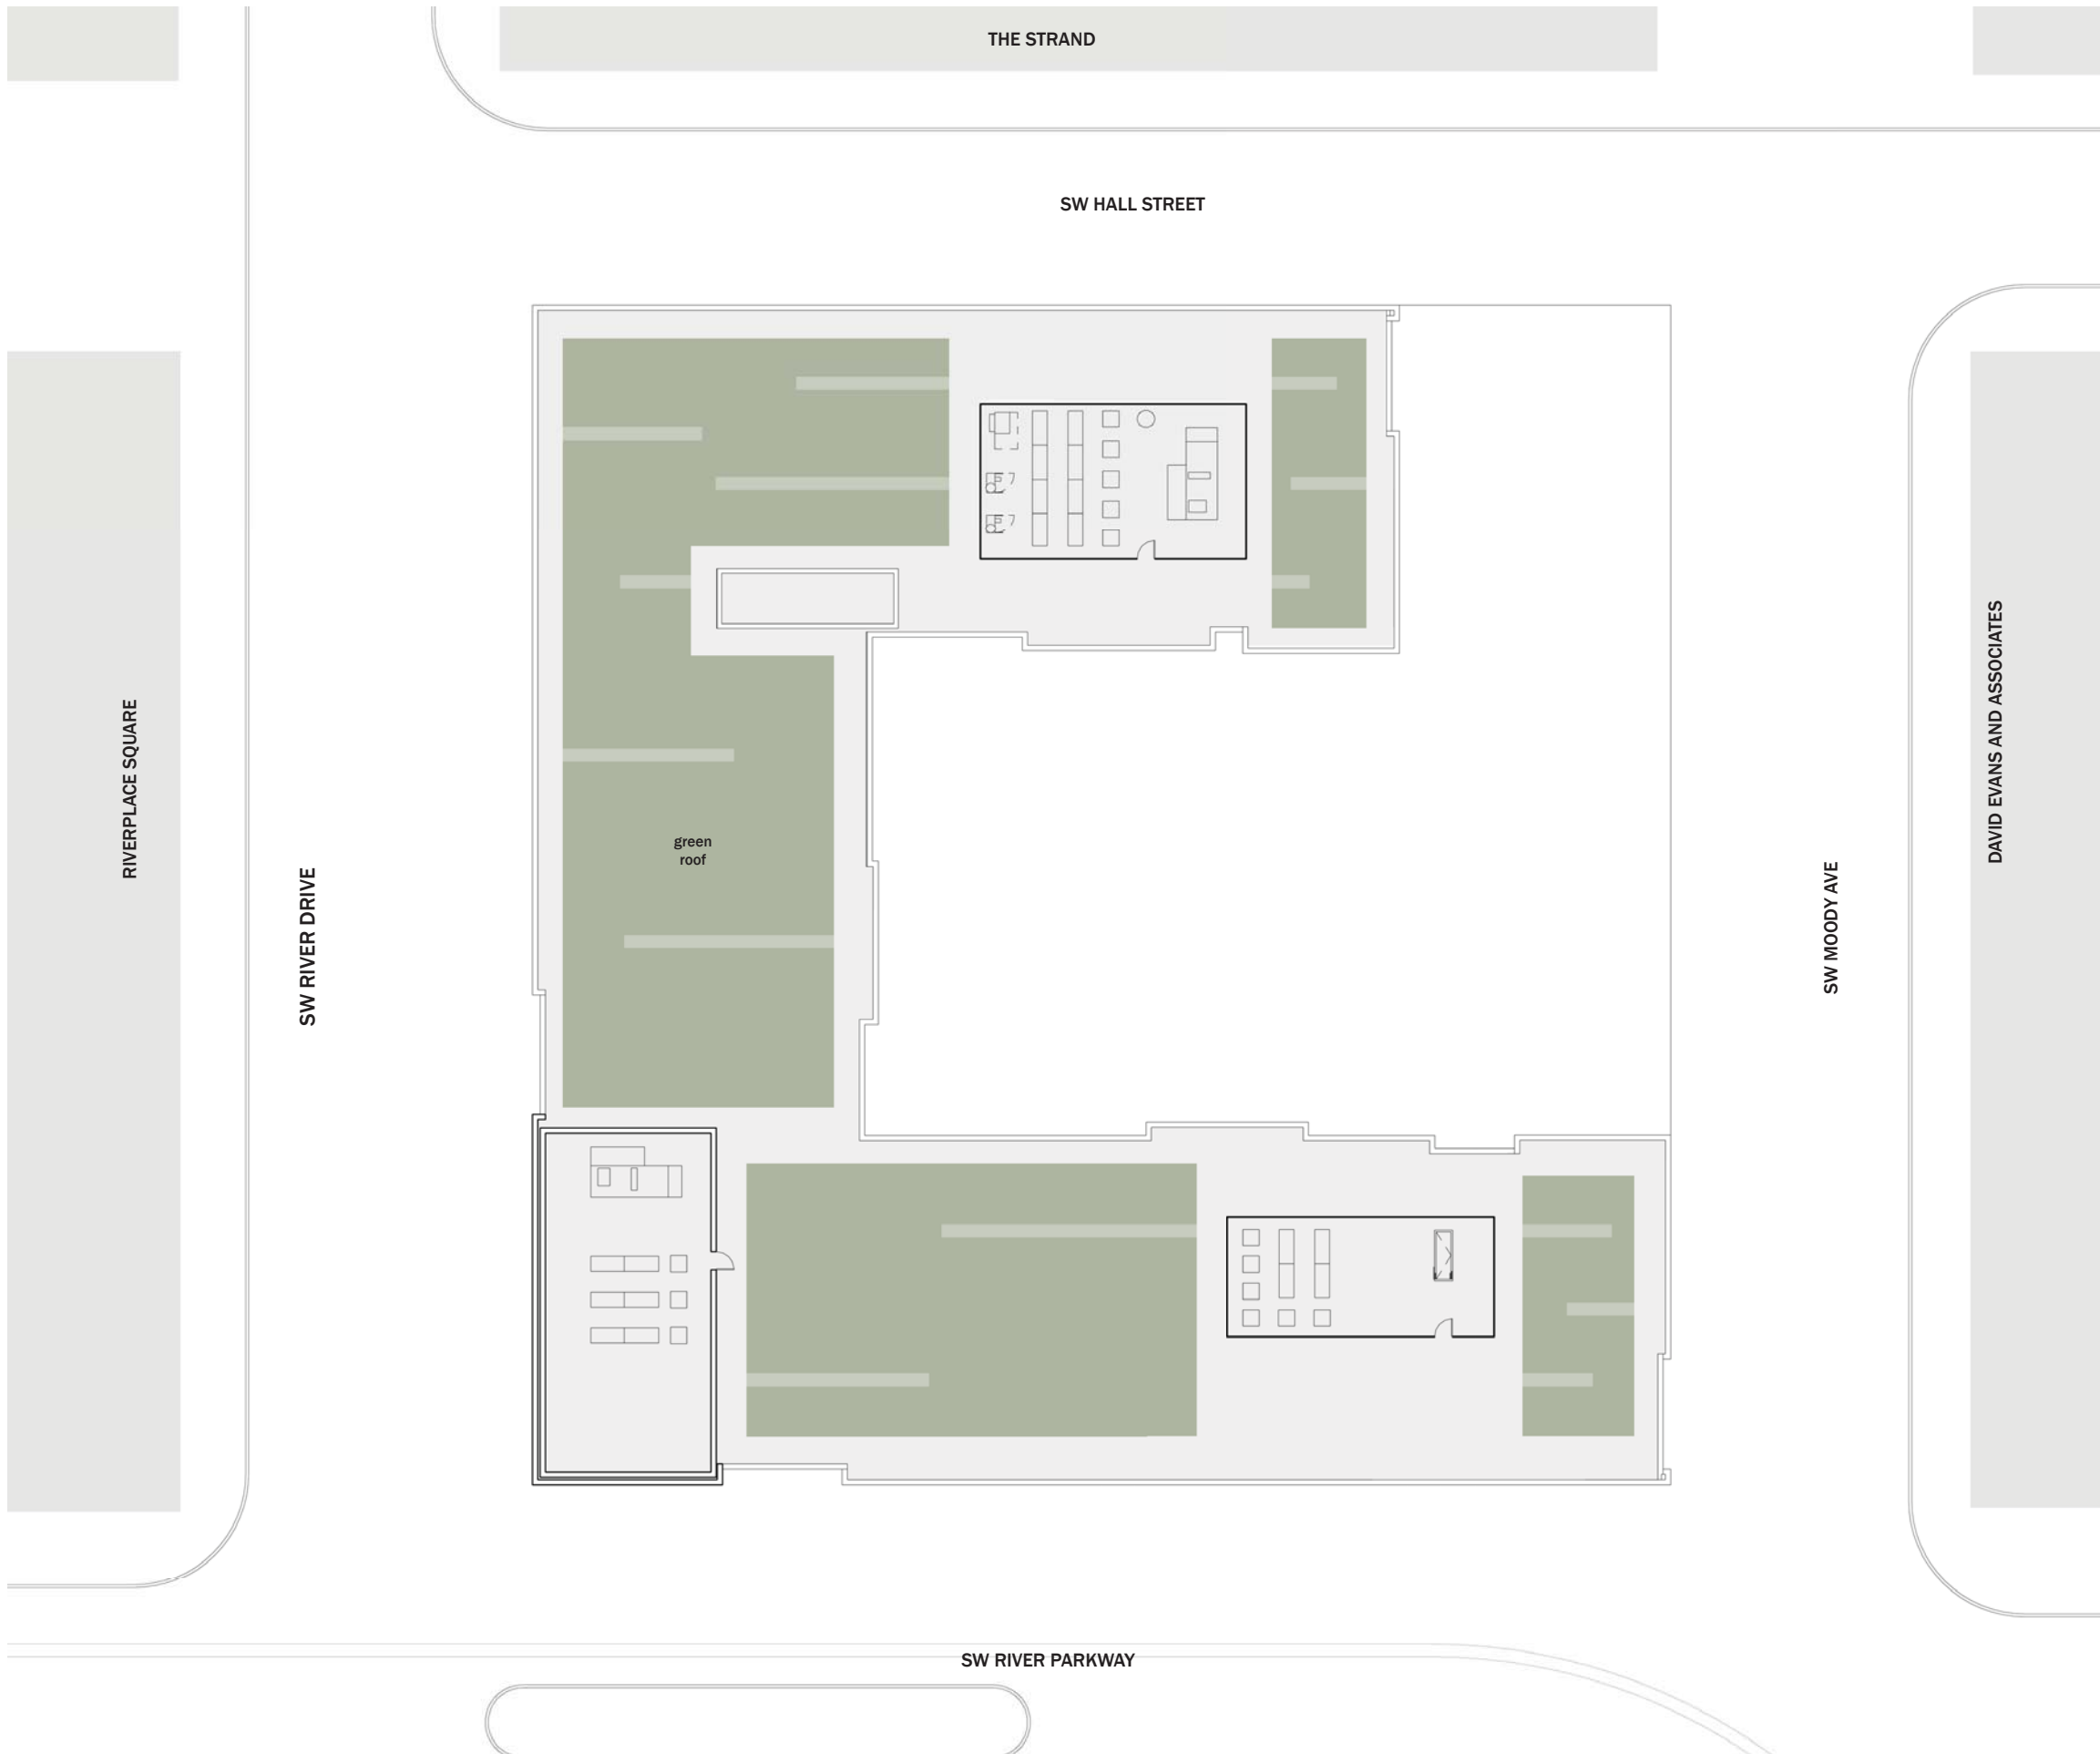 THE STRAND
SW HALL STREET
RIVERPLACE SQUARE
SW RIVER DRIVE
green
roof
SW MOODY AVE
DAVID EVANS AND ASSOCIATES
SW RIVER PARKWAY